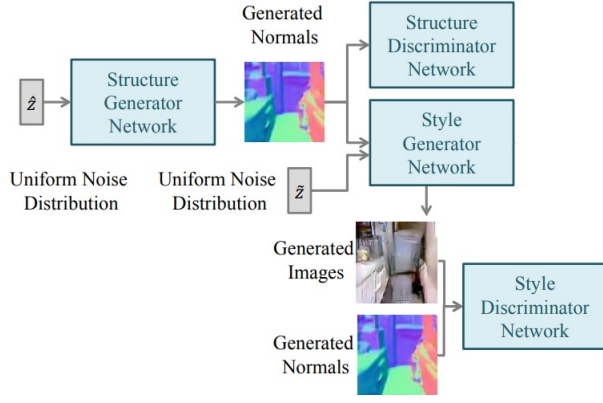 Generated
Normals
Structure
Discriminator
Network
ẑ
Structure
Generator
Network
Style
Generator
Network
Uniform Noise
Distribution
Uniform Noise
Distribution
z̃
Generated
Images
Style
Discriminator
Network
Generated
Normals